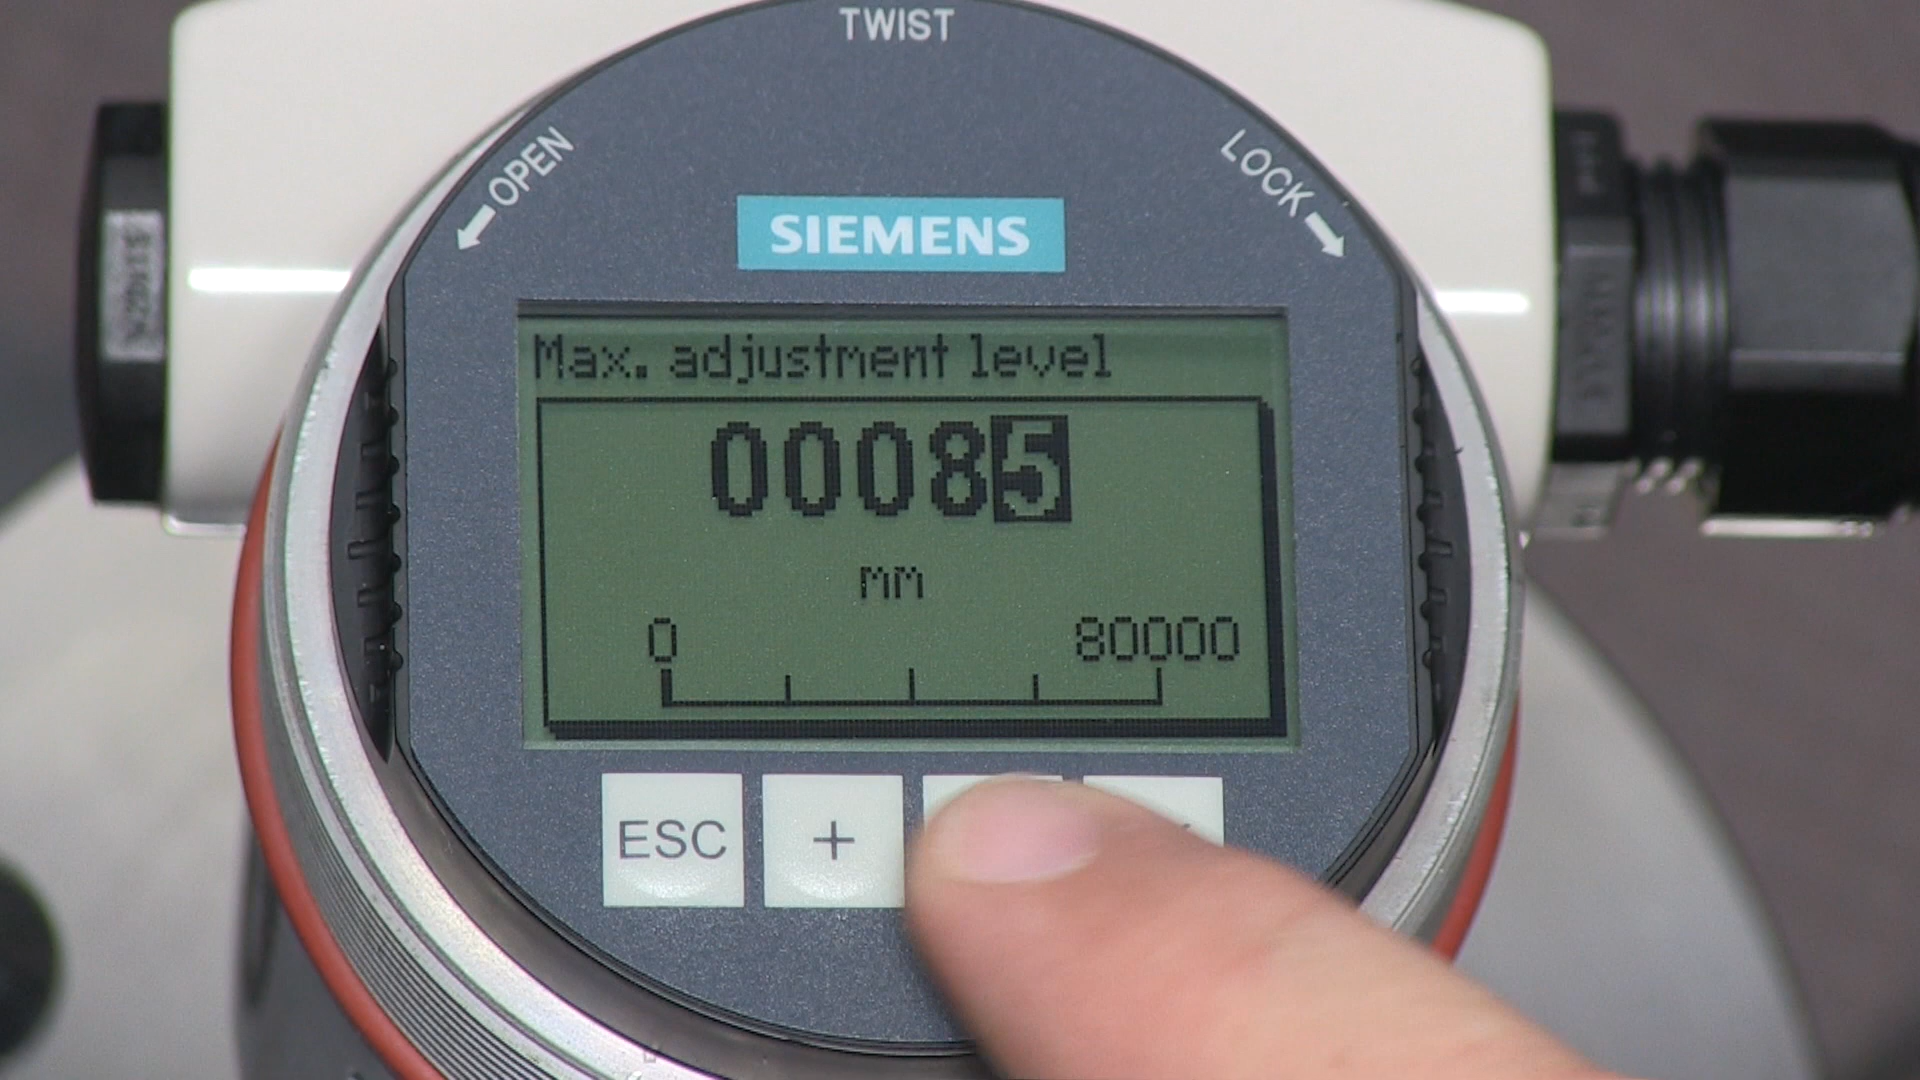 TWIST
OPEN
LOCK
SIEMENS
Max. adjustment level
00085
mm
0
80000
ESC
+